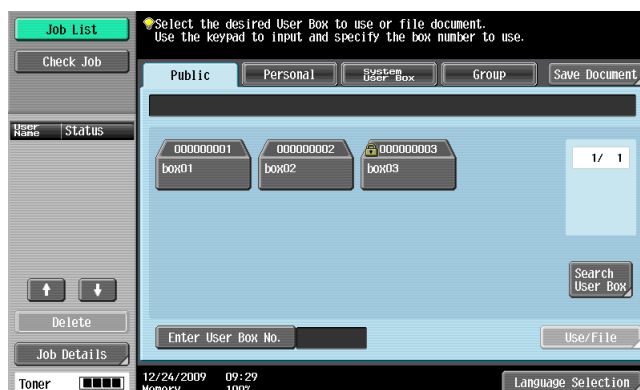 Job List
Check Job
Select the desired User Box to use or file document.
Use the keypad to input and specify the box number to use.
Public
Personal
System
User Box
Group
Save Document
User
Name
Status
000000001
box01
000000002
box02
000000003
box03
1/ 1
Search
User Box
Delete
Job Details
Enter User Box No.
Use/File
Toner
12/24/2009 09:29
Memory 100%
Language Selection